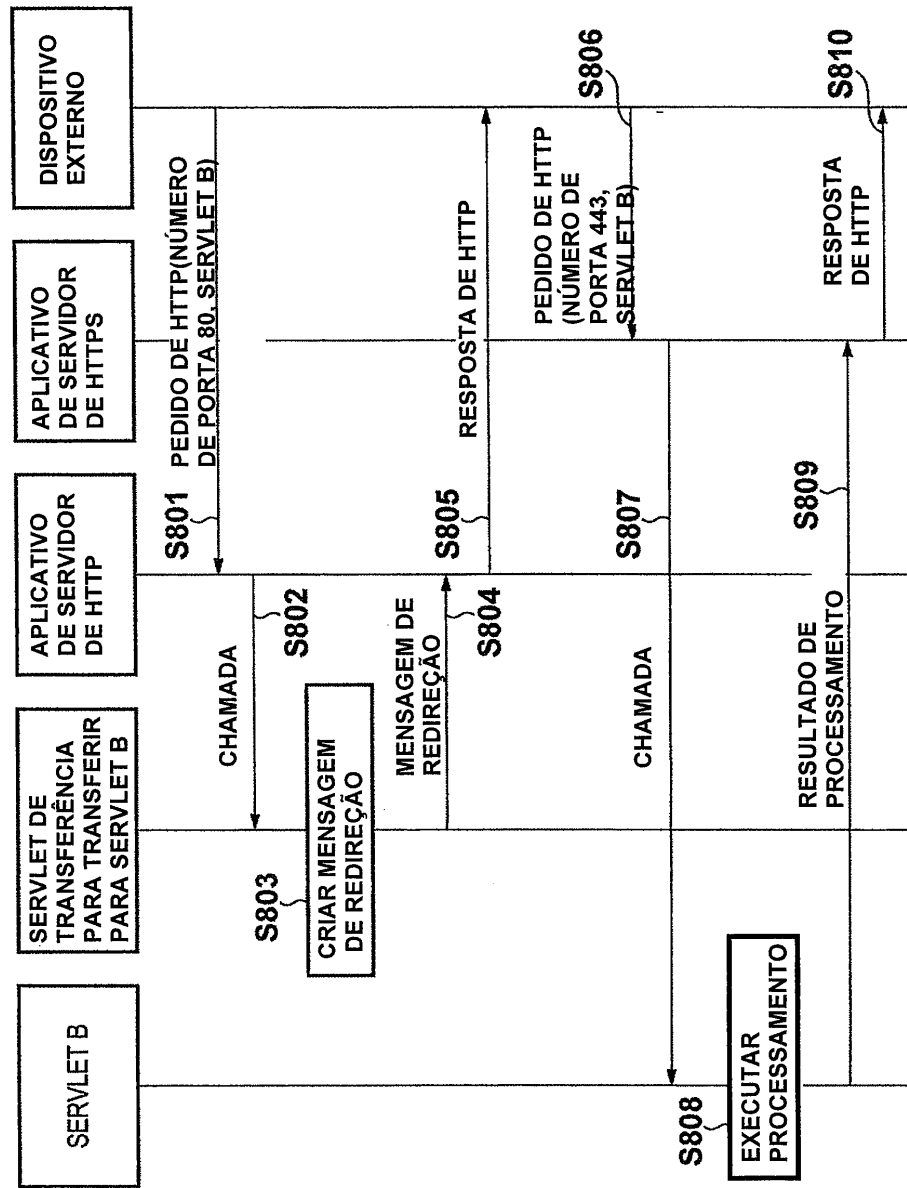 SERVLET B
SERVLET DE
TRANSFERÊNCIA
PARA TRANSFERIR
PARA SERVLET B
APLICATIVO
DE SERVIDOR
DE HTTP
APLICATIVO
DE SERVIDOR
DE HTTPS
DISPOSITIVO
EXTERNO
S801
PEDIDO DE HTTP(NÚMERO
DE PORTA 80, SERVLET B)
CHAMADA
S802
S803
CRIAR MENSAGEM
DE REDIREÇÃO
MENSAGEM DE
REDIREÇÃO
S804
S805
RESPOSTA DE HTTP
PEDIDO DE HTTP
(NÚMERO DE
PORTA 443,
SERVLET B)
S806
CHAMADA
S807
S808
EXECUTAR
PROCESSAMENTO
RESULTADO DE
PROCESSAMENTO
S809
RESPOSTA
DE HTTP
S810